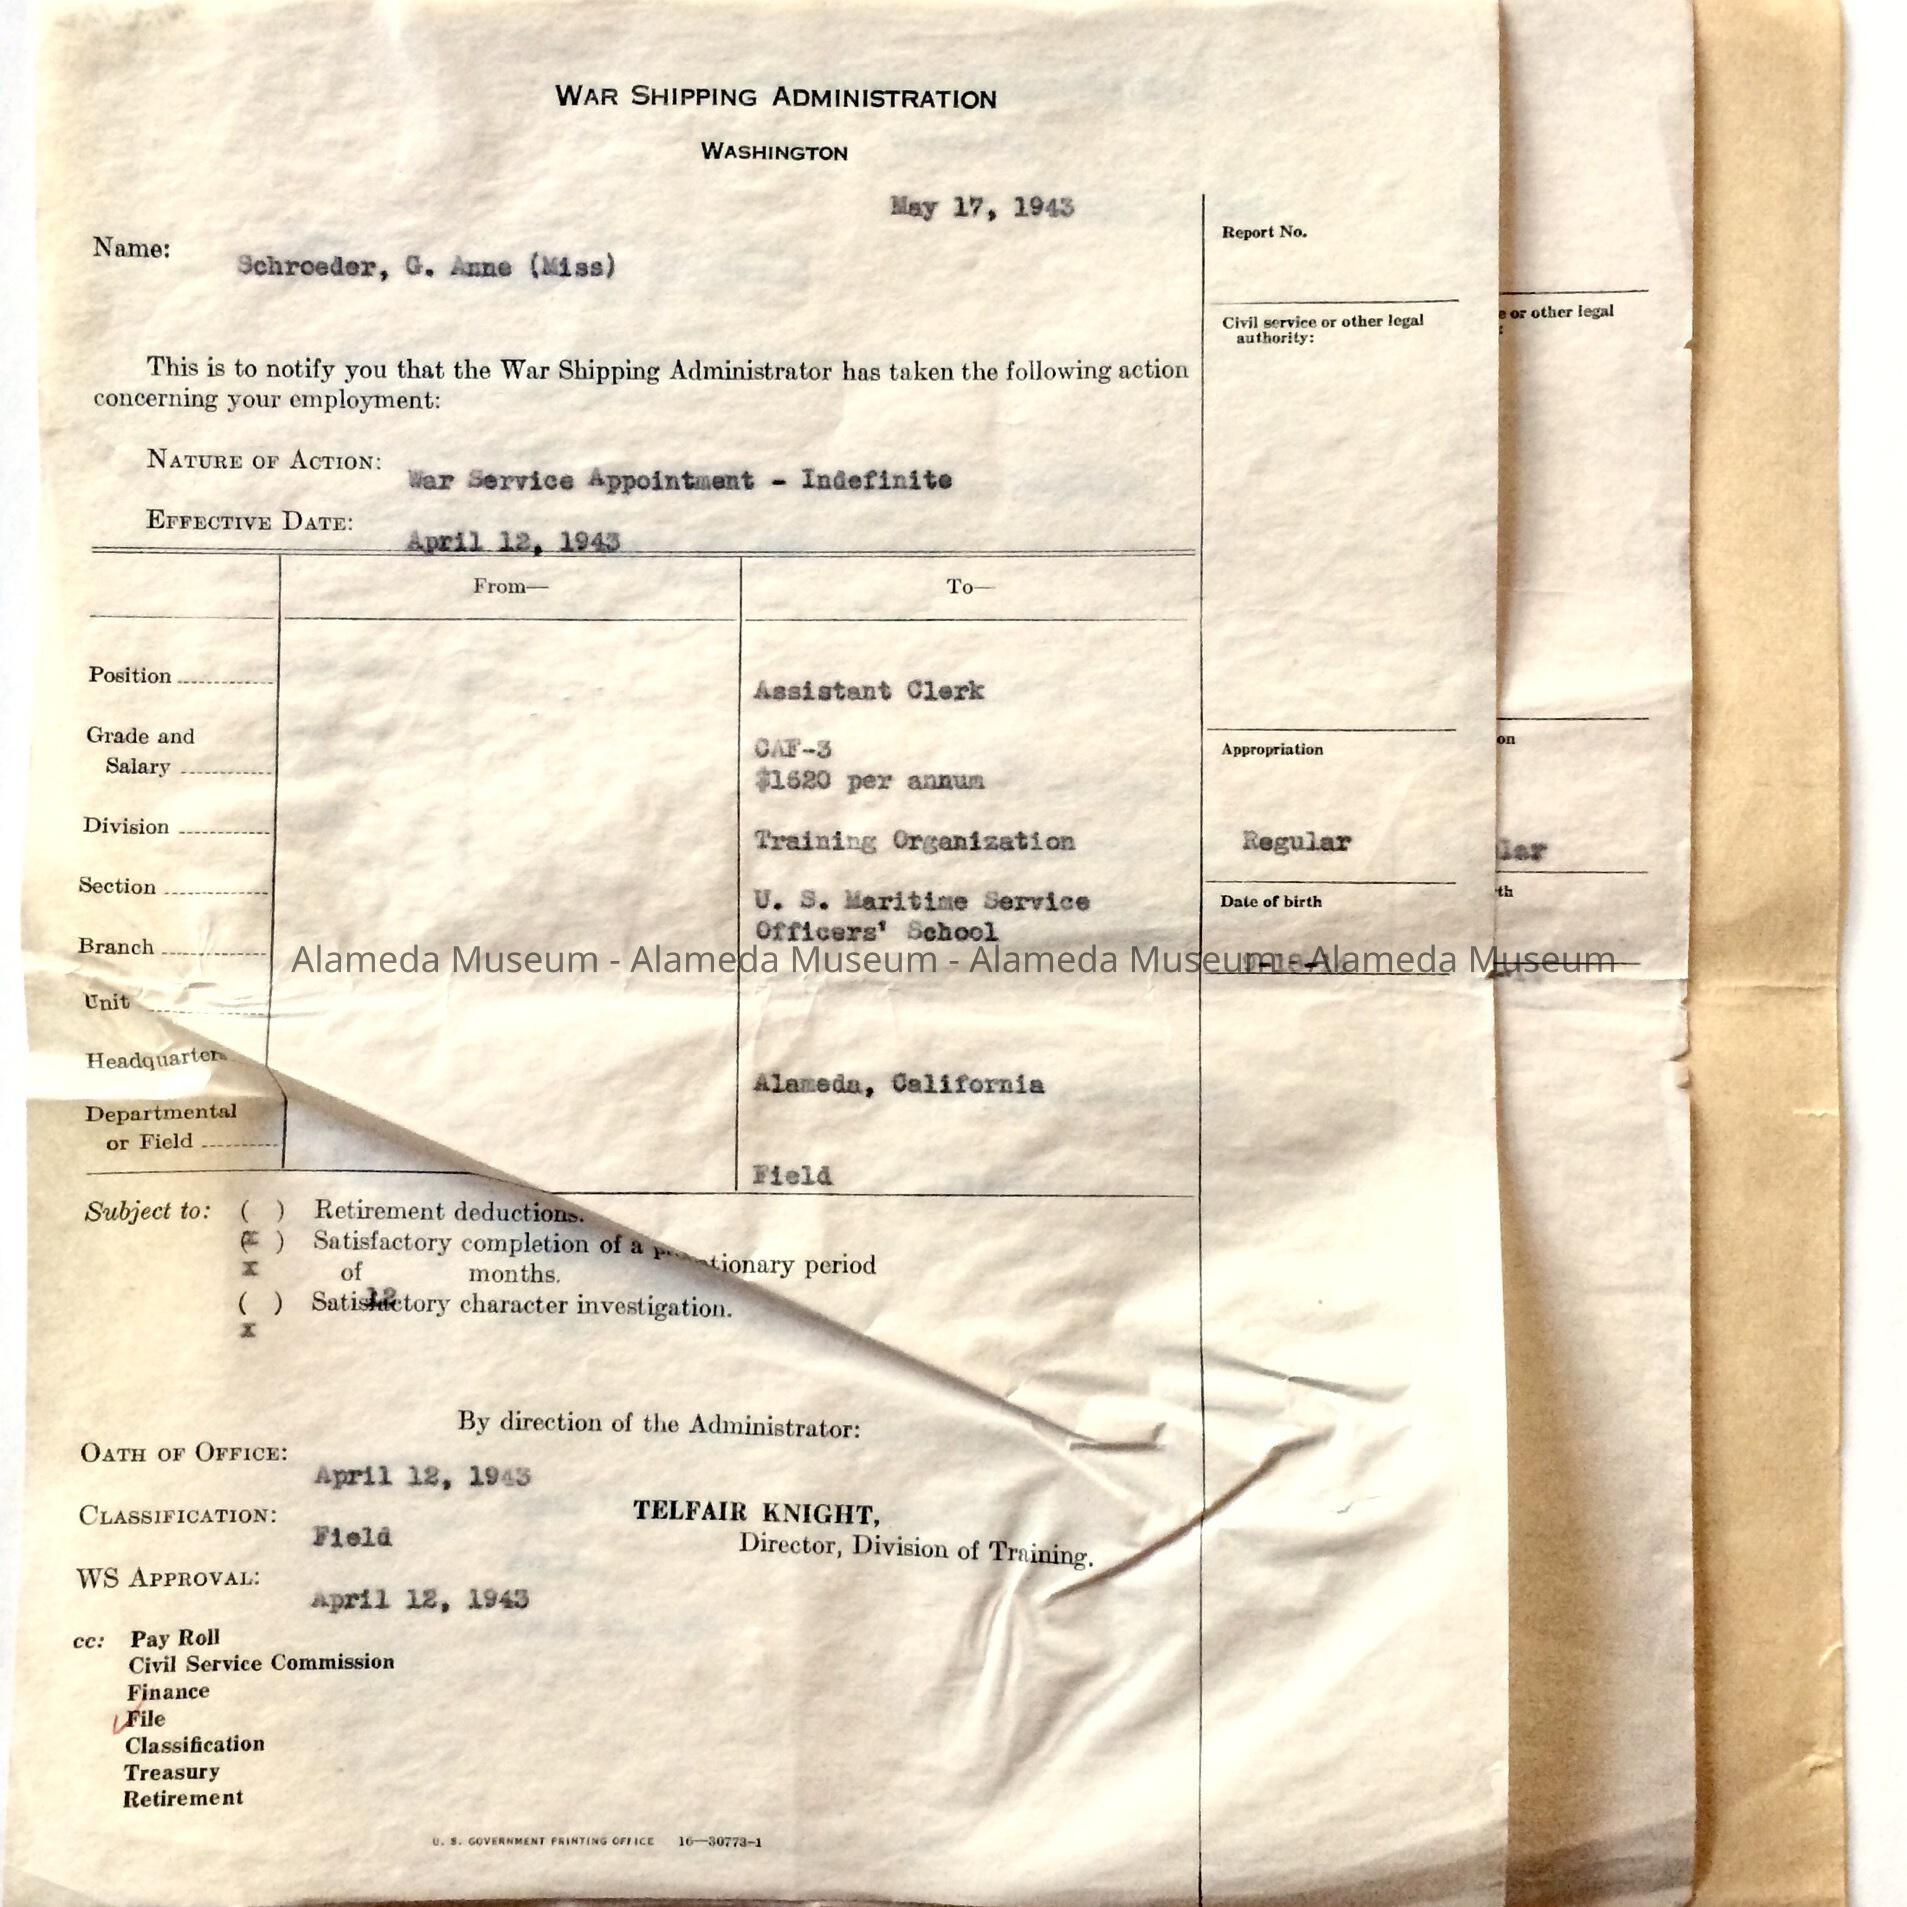 WAR SHIPPING ADMINISTRATION
WASHINGTON
May 17, 1943
Name:
Schroeder, G. Anne (Miss)
This is to notify you that the War Shipping Administrator has taken the following action
concerning your employment:
NATURE OF ACTION:
War Service Appointment - Indefinite
EFFECTIVE DATE:
April 12, 1943
From—
To—
Position
Assistant Clerk
Grade and
Salary
CAF-3
$1620 per annum
Division
Training Organization
Section
U. S. Maritime Service
Officers' School
Branch
Alameda Museum - Alameda Museum - Alameda Museum - Alameda Museum
Unit
Headquarters
Alameda, California
Departmental
or Field
Field
Subject to: ( ) Retirement deductions.
(x ) Satisfactory completion of a tionary period
x of months.
12
( ) Satisfactory character investigation.
x
By direction of the Administrator:
OATH OF OFFICE:
April 12, 1943
CLASSIFICATION:
Field
TELFAIR KNIGHT,
Director, Division of Training.
WS APPROVAL:
April 12, 1943
cc: Pay Roll
Civil Service Commission
Finance
File
Classification
Treasury
Retirement
U. S. GOVERNMENT PRINTING OFFICE 16—30773-1
Report No.
Civil service or other legal
authority:
Appropriation
Regular
Date of birth
e or other legal
:
on
lar
th